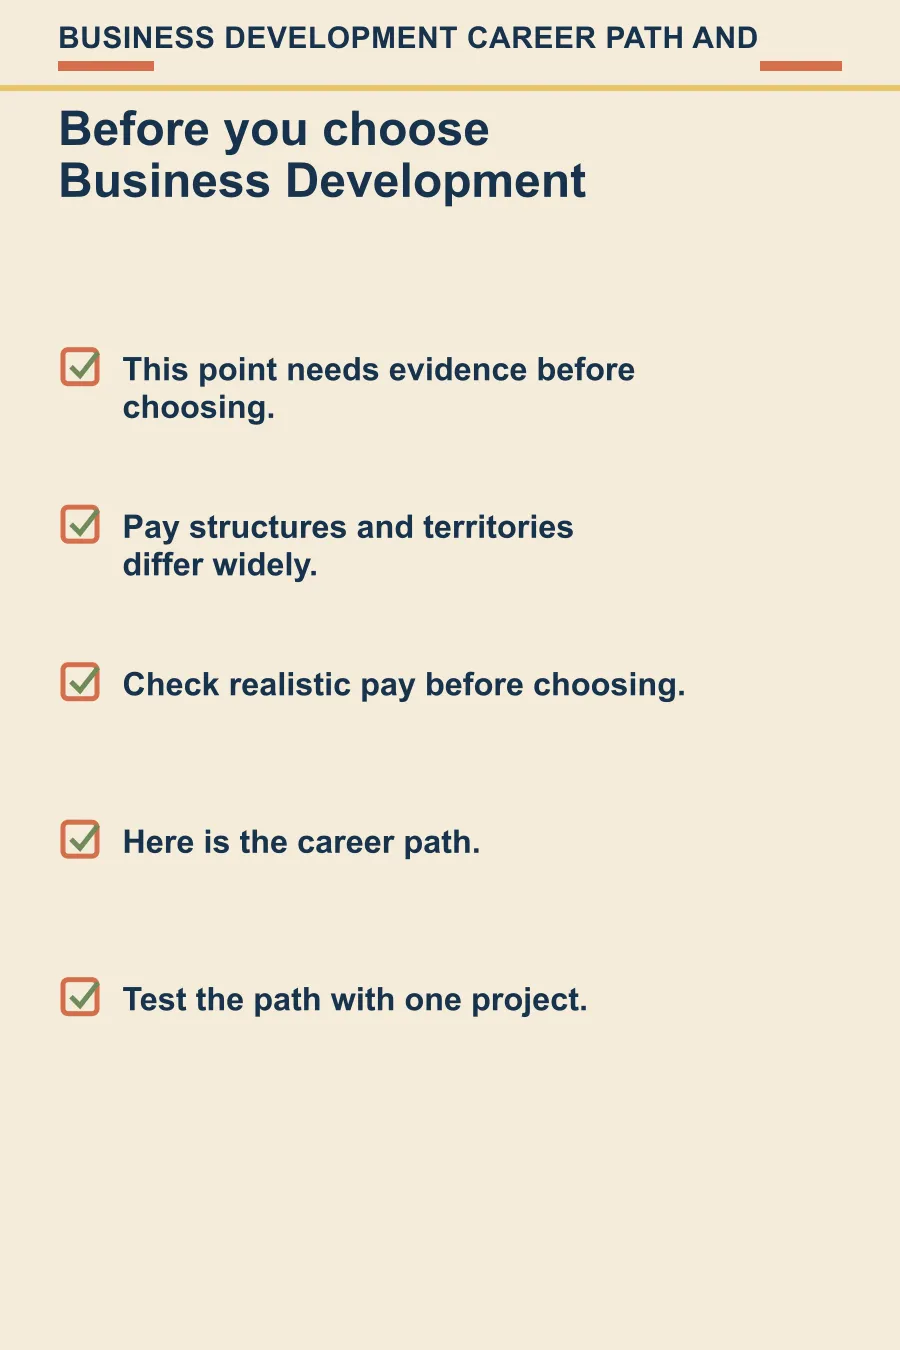 BUSINESS DEVELOPMENT CAREER PATH AND
Before you choose
Business Development
This point needs evidence before
choosing.
Pay structures and territories
differ widely.
Check realistic pay before choosing.
Here is the career path.
Test the path with one project.